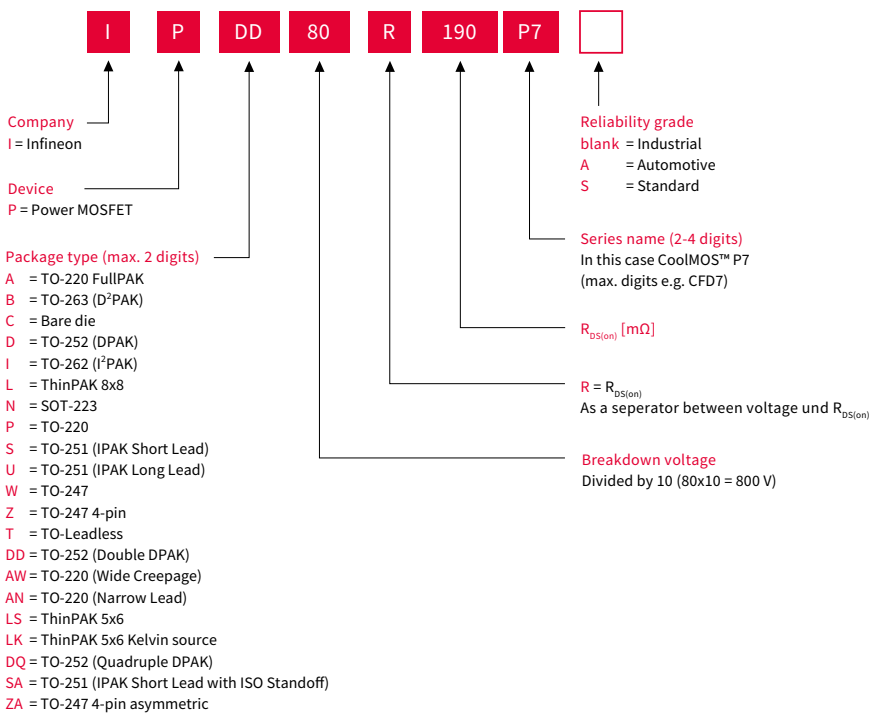 I P DD 80 R 190 P7
Company
I = Infineon
Device
P = Power MOSFET
Package type (max. 2 digits)
A = TO-220 FullPAK
B = TO-263 (D²PAK)
C = Bare die
D = TO-252 (DPAK)
I = TO-262 (I²PAK)
L = ThinPAK 8x8
N = SOT-223
P = TO-220
S = TO-251 (IPAK Short Lead)
U = TO-251 (IPAK Long Lead)
W = TO-247
Z = TO-247 4-pin
T = TO-Leadless
DD = TO-252 (Double DPAK)
AW = TO-220 (Wide Creepage)
AN = TO-220 (Narrow Lead)
LS = ThinPAK 5x6
LK = ThinPAK 5x6 Kelvin source
DQ = TO-252 (Quadruple DPAK)
SA = TO-251 (IPAK Short Lead with ISO Standoff)
ZA = TO-247 4-pin asymmetric
Reliability grade
blank = Industrial
A = Automotive
S = Standard
Series name (2-4 digits)
In this case CoolMOS™ P7
(max. digits e.g. CFD7)
RDS(on) [mΩ]
R = RDS(on)
As a seperator between voltage und RDS(on)
Breakdown voltage
Divided by 10 (80x10 = 800 V)